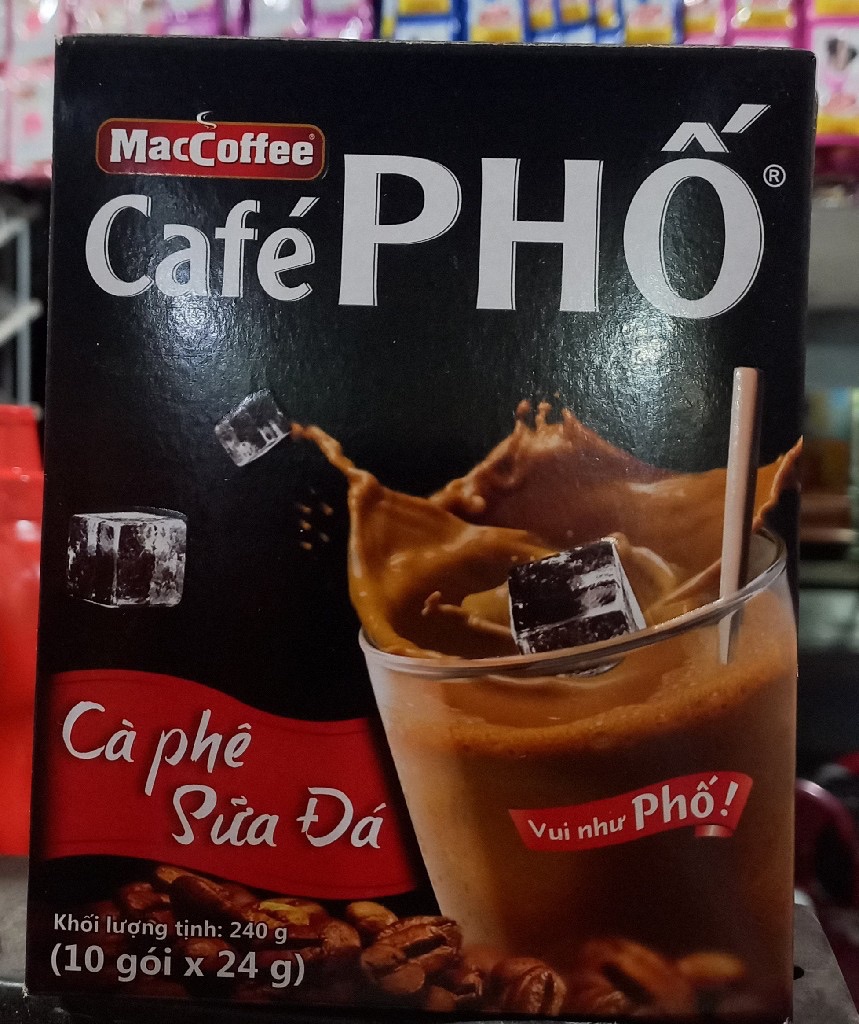 MacCoffee®
Café PHỐ®
Cà phê
Sữa Đá
Vui như Phố!
Khối lượng tịnh: 240 g
(10 gói x 24 g)